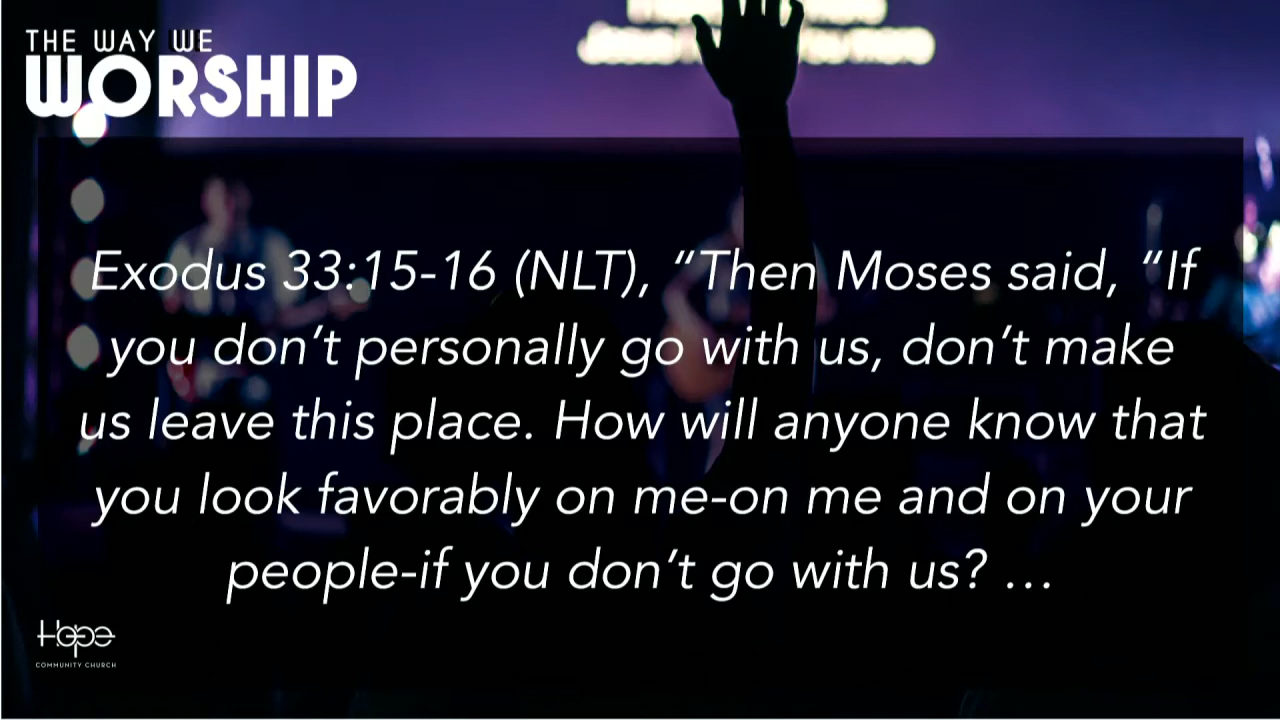 THE WAY WE
WORSHIP
Exodus 33:15-16 (NLT), “Then Moses said, “If
you don’t personally go with us, don’t make
us leave this place. How will anyone know that
you look favorably on me-on me and on your
people-if you don’t go with us? …
Hope
COMMUNITY CHURCH